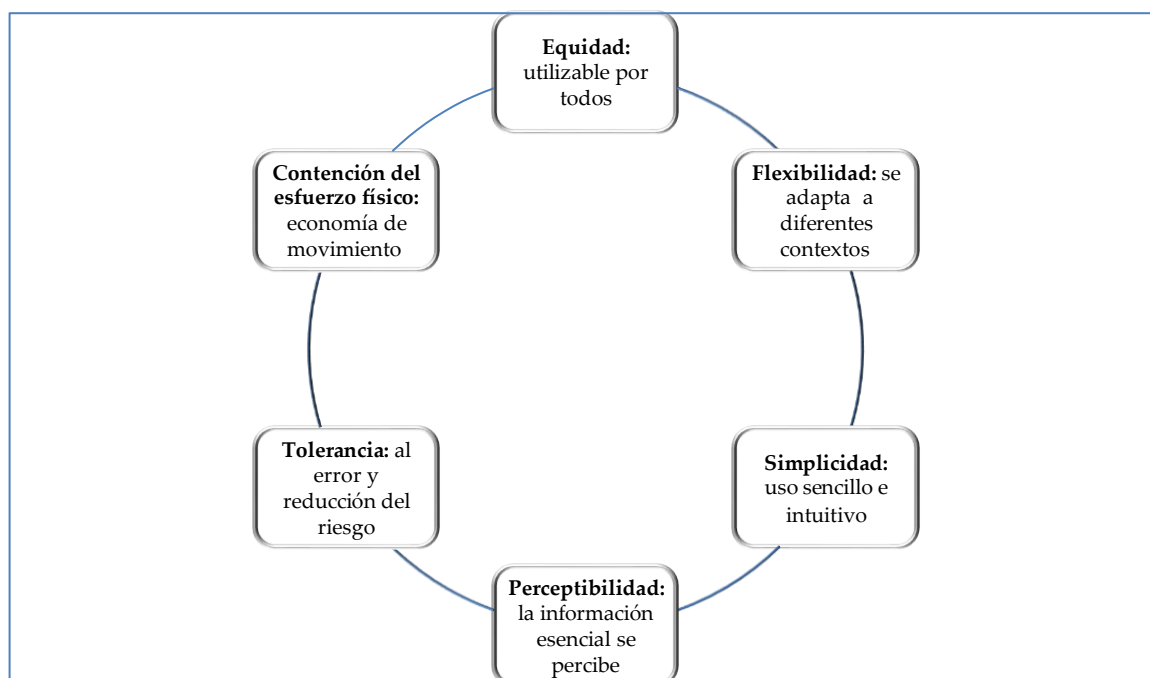 Equidad:
utilizable por
todos
Flexibilidad: se
adapta a
diferentes
contextos
Simplicidad:
uso sencillo e
intuitivo
Perceptibilidad:
la información
esencial se
percibe
Tolerancia: al
error y
reducción del
riesgo
Contención del
esfuerzo físico:
economía de
movimiento